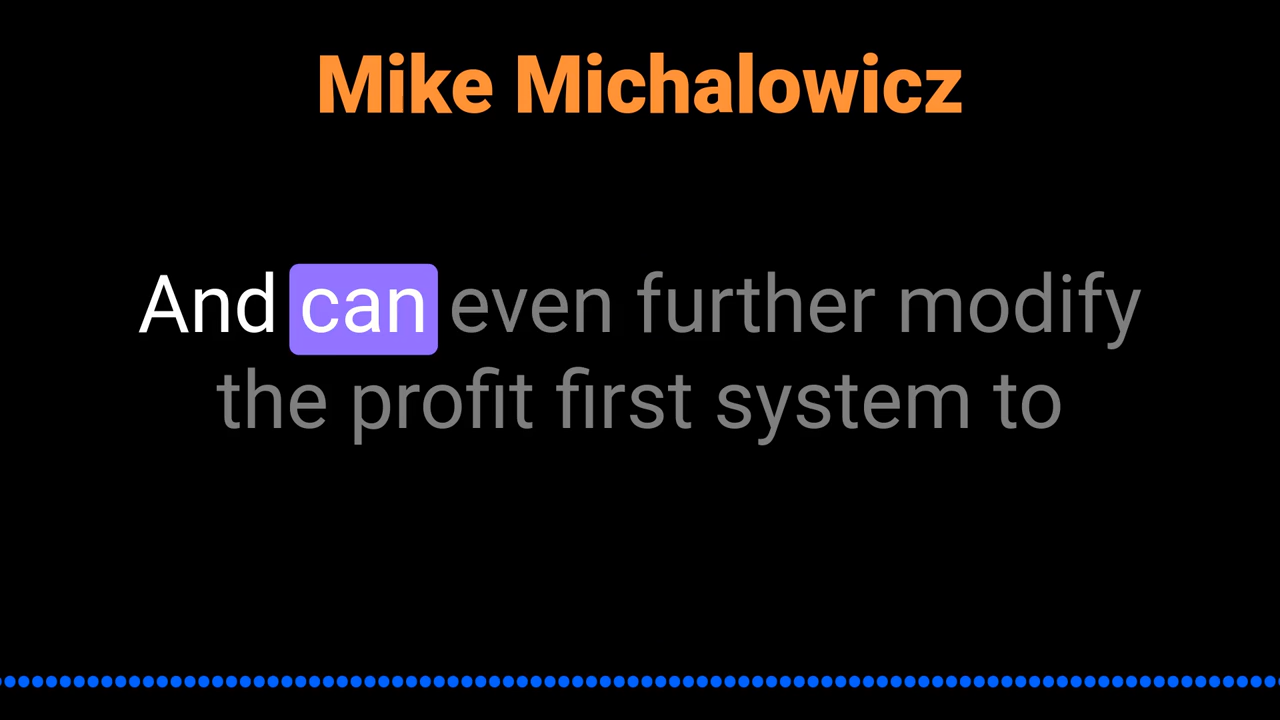 Mike Michalowicz
And can even further modify
the profit first system to